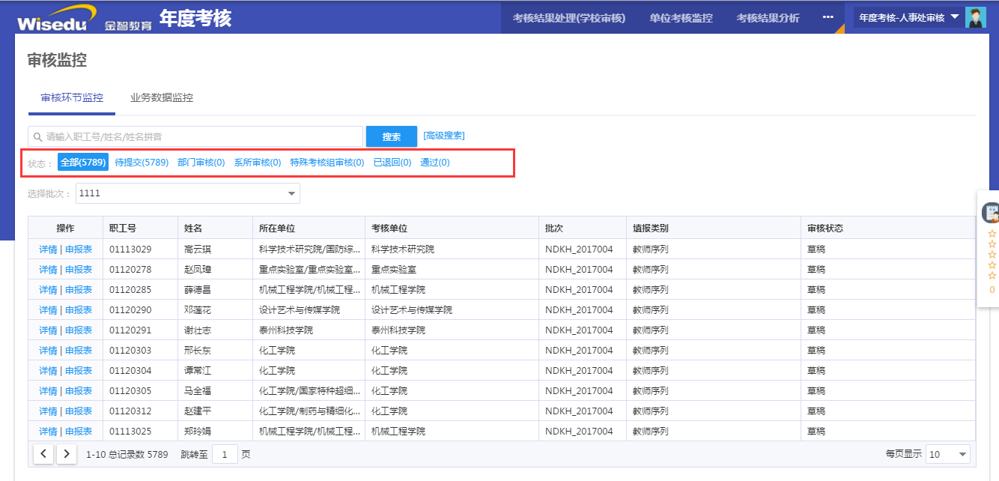 Wisedu 金智教育 年度考核 考核结果处理(学校审核) 单位考核监控 考核结果分析 ••• 年度考核-人事处审核
审核监控
审核环节监控 业务数据监控
请输入职工号/姓名/姓名拼音 搜索 [高级搜索]
状态： 全部(5789) 待提交(5789) 部门审核(0) 系所审核(0) 特殊考核组审核(0) 已退回(0) 通过(0)
选择批次： 1111
操作 职工号 姓名 所在单位 考核单位 批次 填报类别 审核状态
详情 | 申报表 01113029 高云琪 科学技术研究院/国防综... 科学技术研究院 NDKH_2017004 教师序列 草稿
详情 | 申报表 01120278 赵凤璋 重点实验室/重点实验室... 重点实验室 NDKH_2017004 教师序列 草稿
详情 | 申报表 01120285 薛德昌 机械工程学院/机械工程... 机械工程学院 NDKH_2017004 教师序列 草稿
详情 | 申报表 01120290 邓莲花 设计艺术与传媒学院 设计艺术与传媒学院 NDKH_2017004 教师序列 草稿
详情 | 申报表 01120291 谢壮志 泰州科技学院 泰州科技学院 NDKH_2017004 教师序列 草稿
详情 | 申报表 01120303 邢长东 化工学院 化工学院 NDKH_2017004 教师序列 草稿
详情 | 申报表 01120304 谭常江 化工学院 化工学院 NDKH_2017004 教师序列 草稿
详情 | 申报表 01120305 马全福 化工学院/国家特种超细... 化工学院 NDKH_2017004 教师序列 草稿
详情 | 申报表 01120312 赵建平 化工学院/制药与精细化... 化工学院 NDKH_2017004 教师序列 草稿
详情 | 申报表 01113025 郑玲娟 机械工程学院/机械工程... 机械工程学院 NDKH_2017004 教师序列 草稿
1-10 总记录数 5789 跳转至 1 页 每页显示 10
0